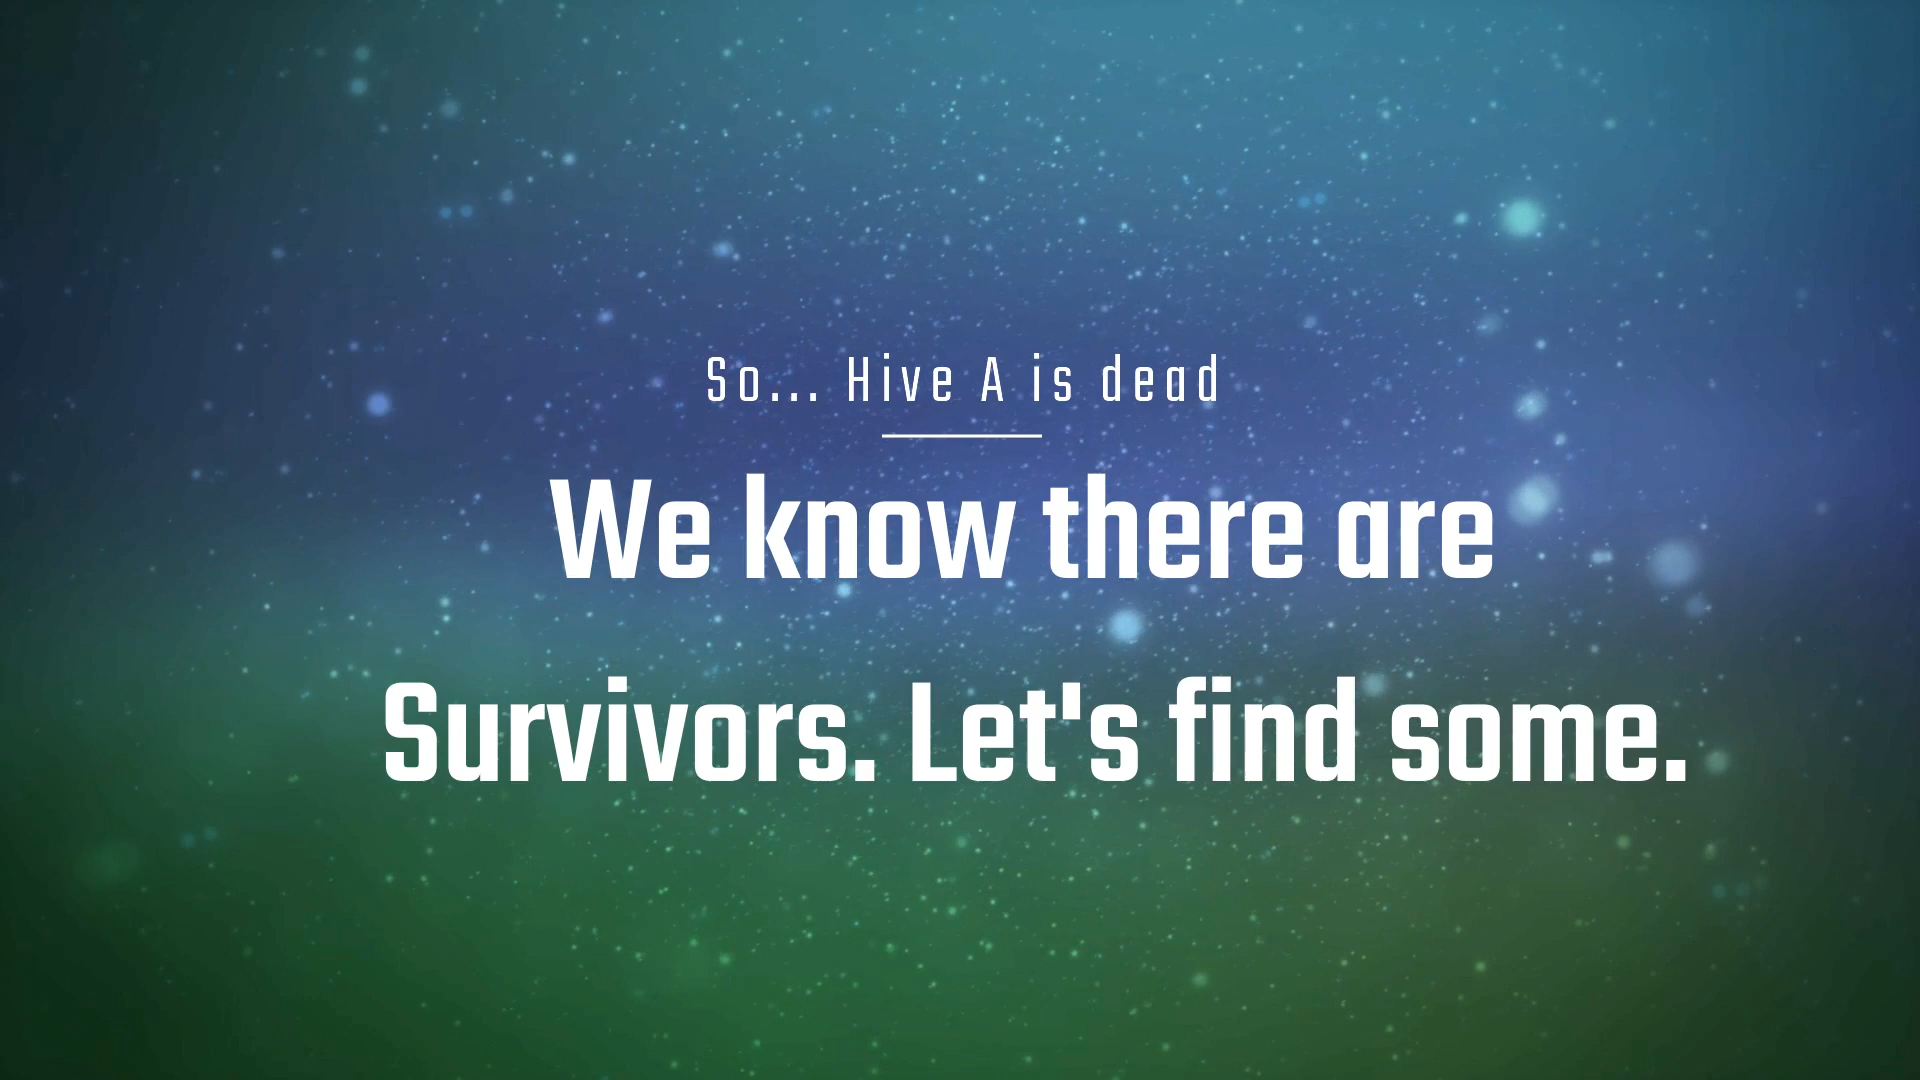 So... Hive A is dead
We know there are
Survivors. Let's find some.